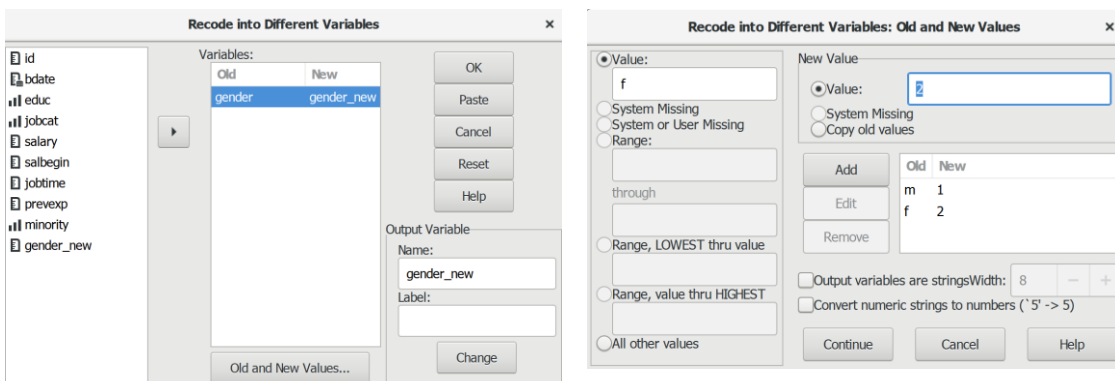 Recode into Different Variables
×
id
bdate
educ
jobcat
salary
salbegin
jobtime
prevexp
minority
gender_new
Variables:
Old New
gender gender_new
Old and New Values...
OK
Paste
Cancel
Reset
Help
Output Variable
Name:
gender_new
Label:
Change
Recode into Different Variables: Old and New Values
×
Value:
f
System Missing
System or User Missing
Range:
through
Range, LOWEST thru value
Range, value thru HIGHEST
All other values
New Value
Value: 2
System Missing
Copy old values
Add
Edit
Remove
Old New
m 1
f 2
Output variables are stringsWidth: 8 − +
Convert numeric strings to numbers (`5' -> 5)
Continue
Cancel
Help